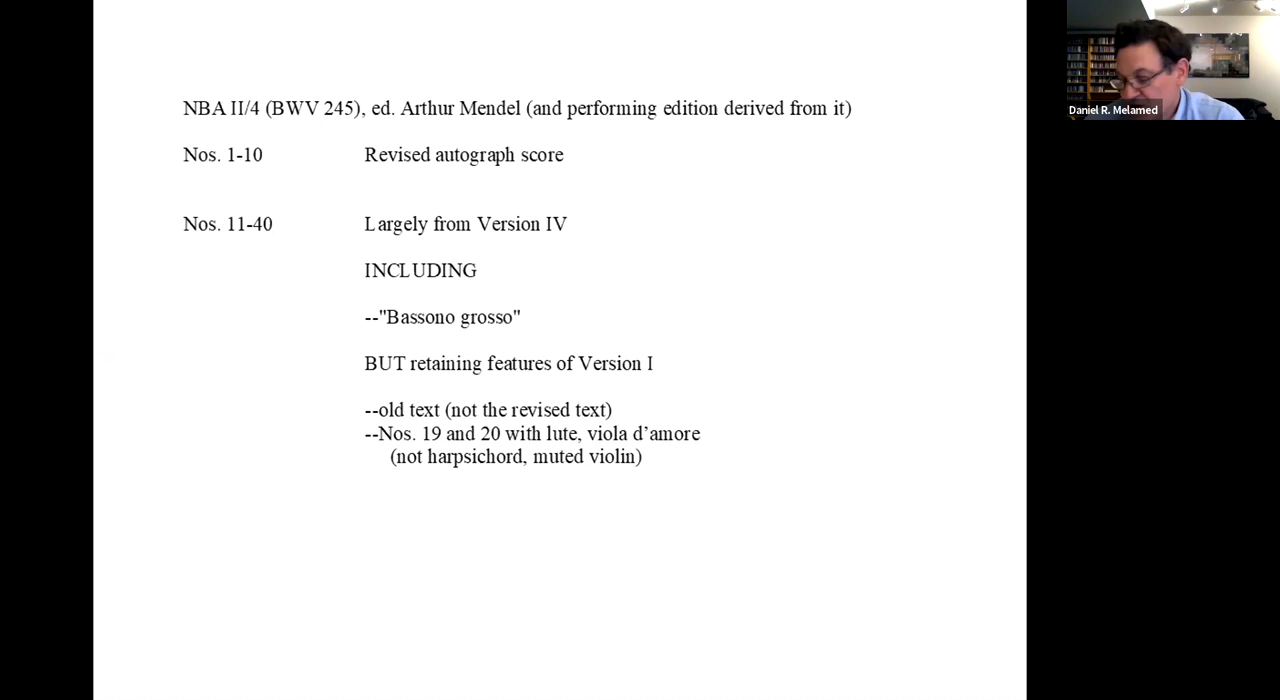 NBA II/4 (BWV 245), ed. Arthur Mendel (and performing edition derived from it)
Nos. 1-10 Revised autograph score
Nos. 11-40 Largely from Version IV
INCLUDING
--"Bassono grosso"
BUT retaining features of Version I
--old text (not the revised text)
--Nos. 19 and 20 with lute, viola d’amore
(not harpsichord, muted violin)
Daniel R. Melamed